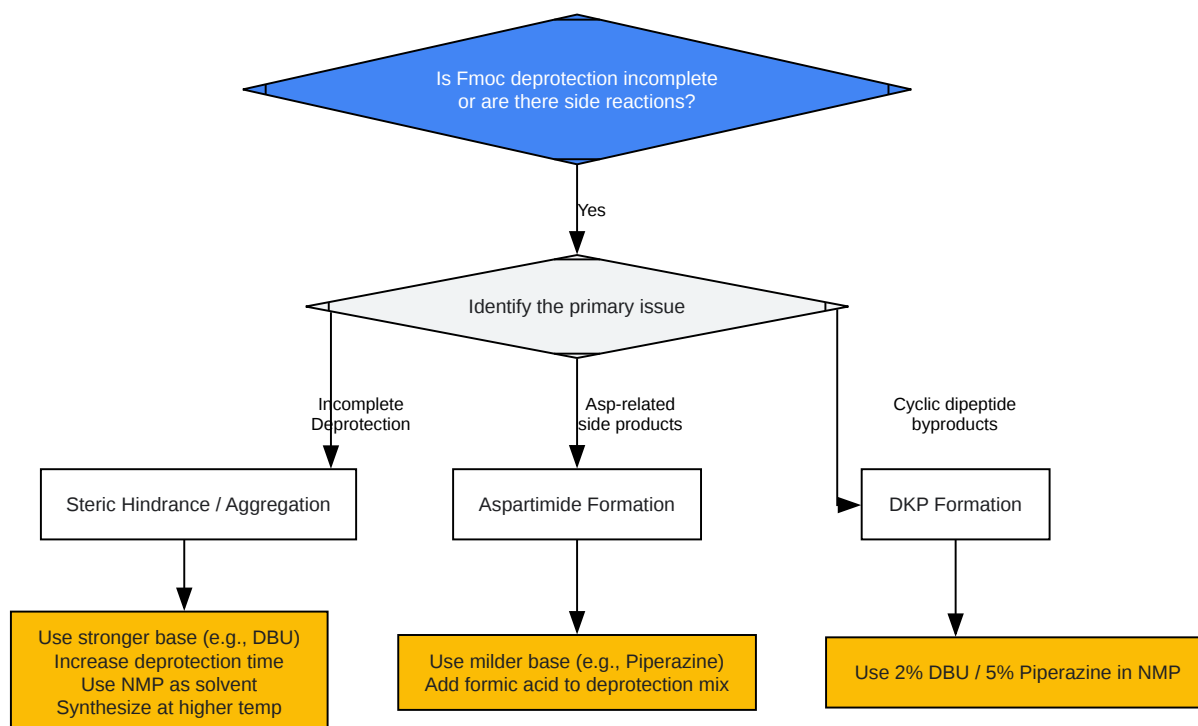 Is Fmoc deprotection incomplete
or are there side reactions?
Yes
Identify the primary issue
Incomplete
Deprotection
Asp-related
side products
Cyclic dipeptide
byproducts
Steric Hindrance / Aggregation
Aspartimide Formation
DKP Formation
Use stronger base (e.g., DBU)
Increase deprotection time
Use NMP as solvent
Synthesize at higher temp
Use milder base (e.g., Piperazine)
Add formic acid to deprotection mix
Use 2% DBU / 5% Piperazine in NMP